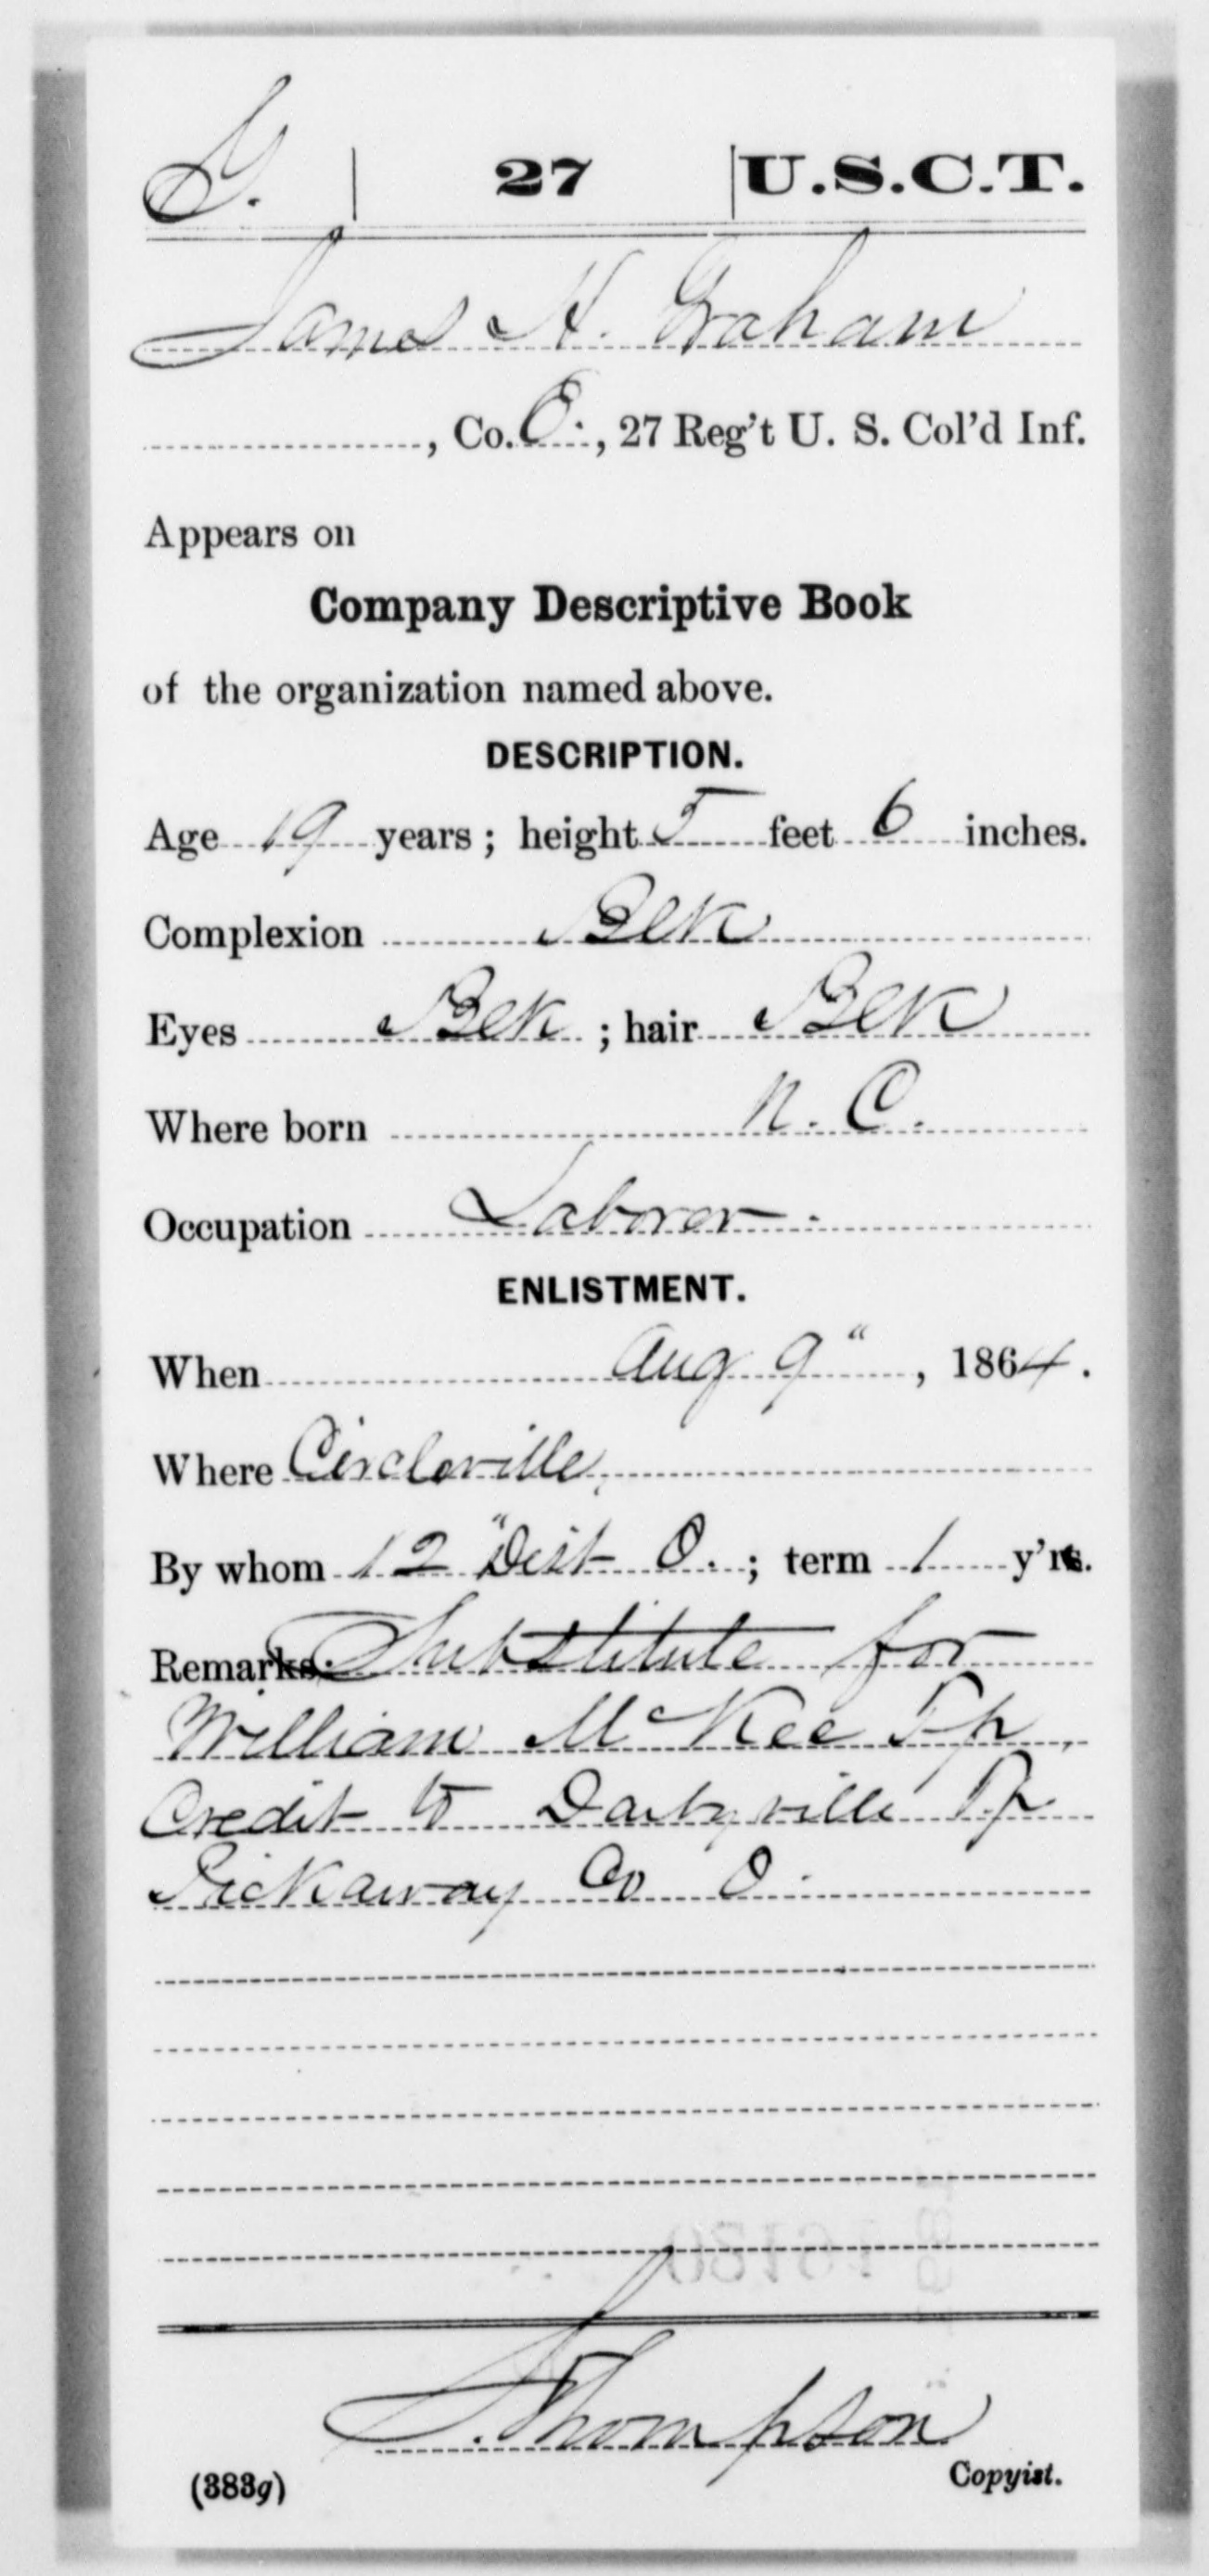 G. | 27 | U.S.C.T.
James H. Graham
, Co. E., 27 Reg't U. S. Col'd Inf.
Appears on
Company Descriptive Book
of the organization named above.
DESCRIPTION.
Age 19 years; height 5 feet 6 inches.
Complexion Blk
Eyes Blk; hair Blk
Where born N. C.
Occupation Laborer.
ENLISTMENT.
When Aug 9", 1864.
Where Circleville,
By whom 12" Dist O.; term 1 y'r.
Remarks: Substitute for
William McKee Tp,
Credit to Darbyville Tp
Pickaway Co O.
Thompson
(383g) Copyist.